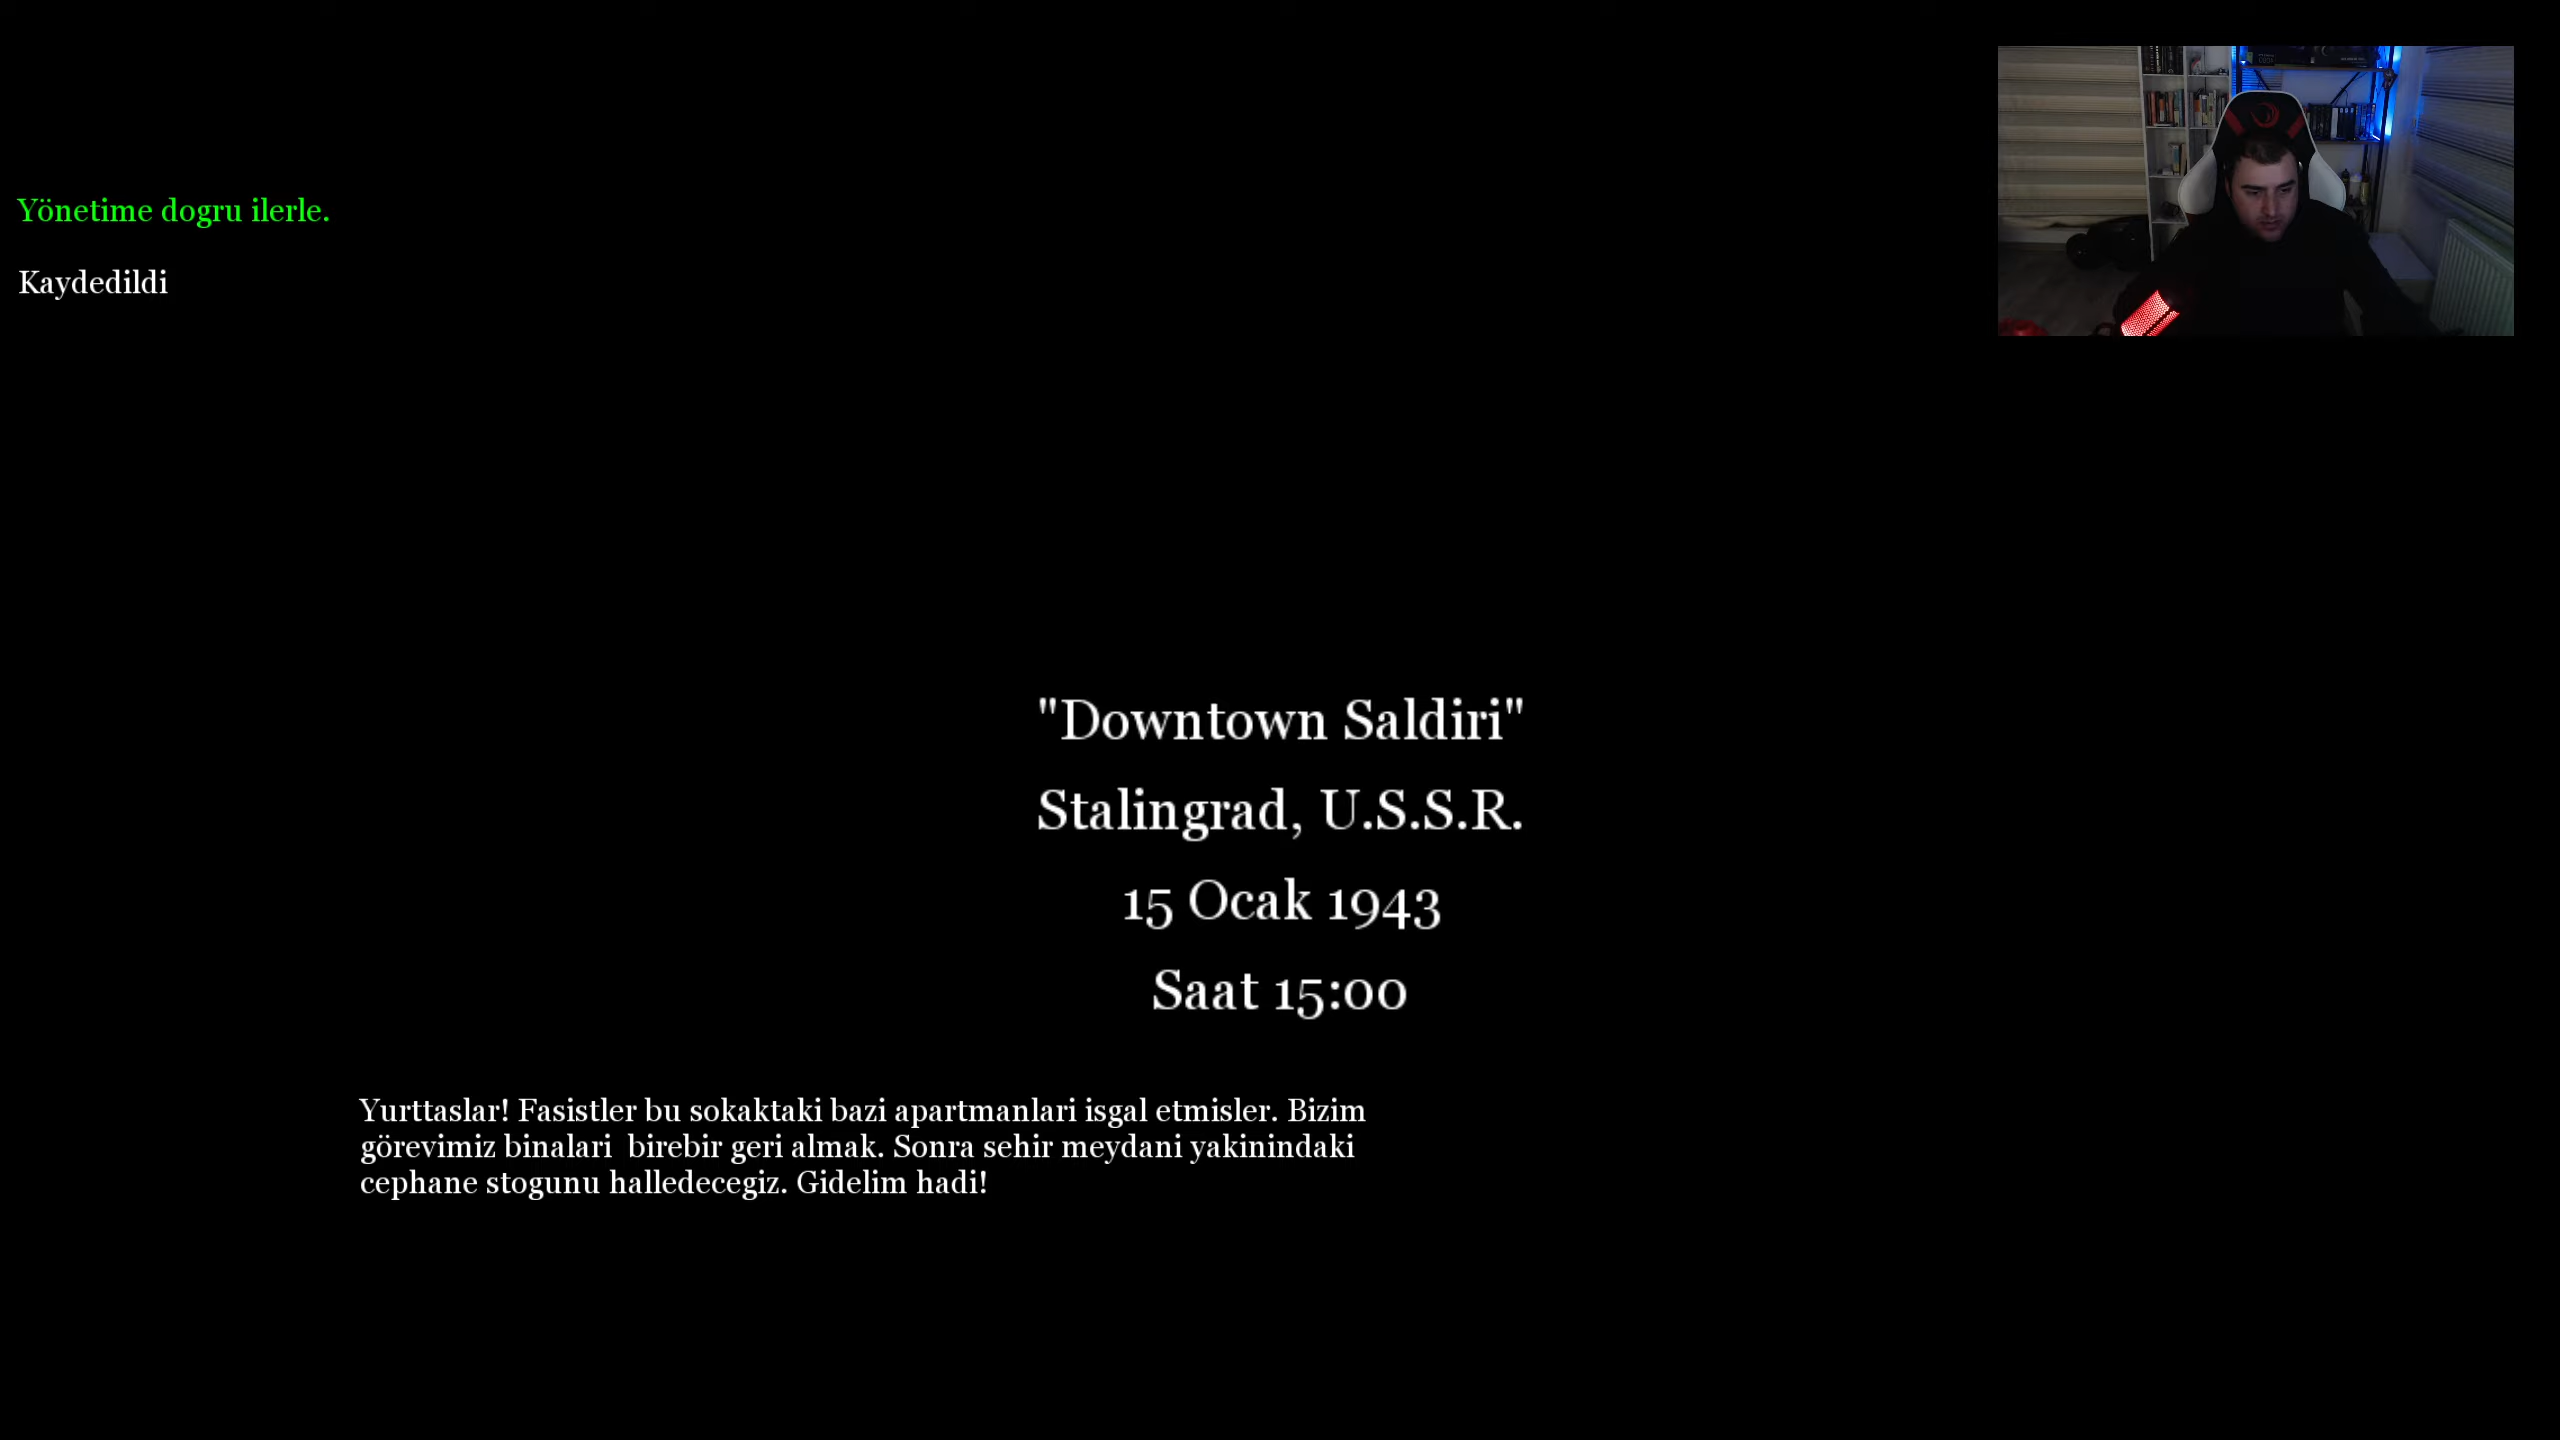 Yönetime dogru ilerle.
Kaydedildi
"Downtown Saldiri"
Stalingrad, U.S.S.R.
15 Ocak 1943
Saat 15:00
Yurttaslar! Fasistler bu sokaktaki bazi apartmanlari isgal etmisler. Bizim
görevimiz binalari  birebir geri almak. Sonra sehir meydani yakinindaki
cephane stogunu halledecegiz. Gidelim hadi!